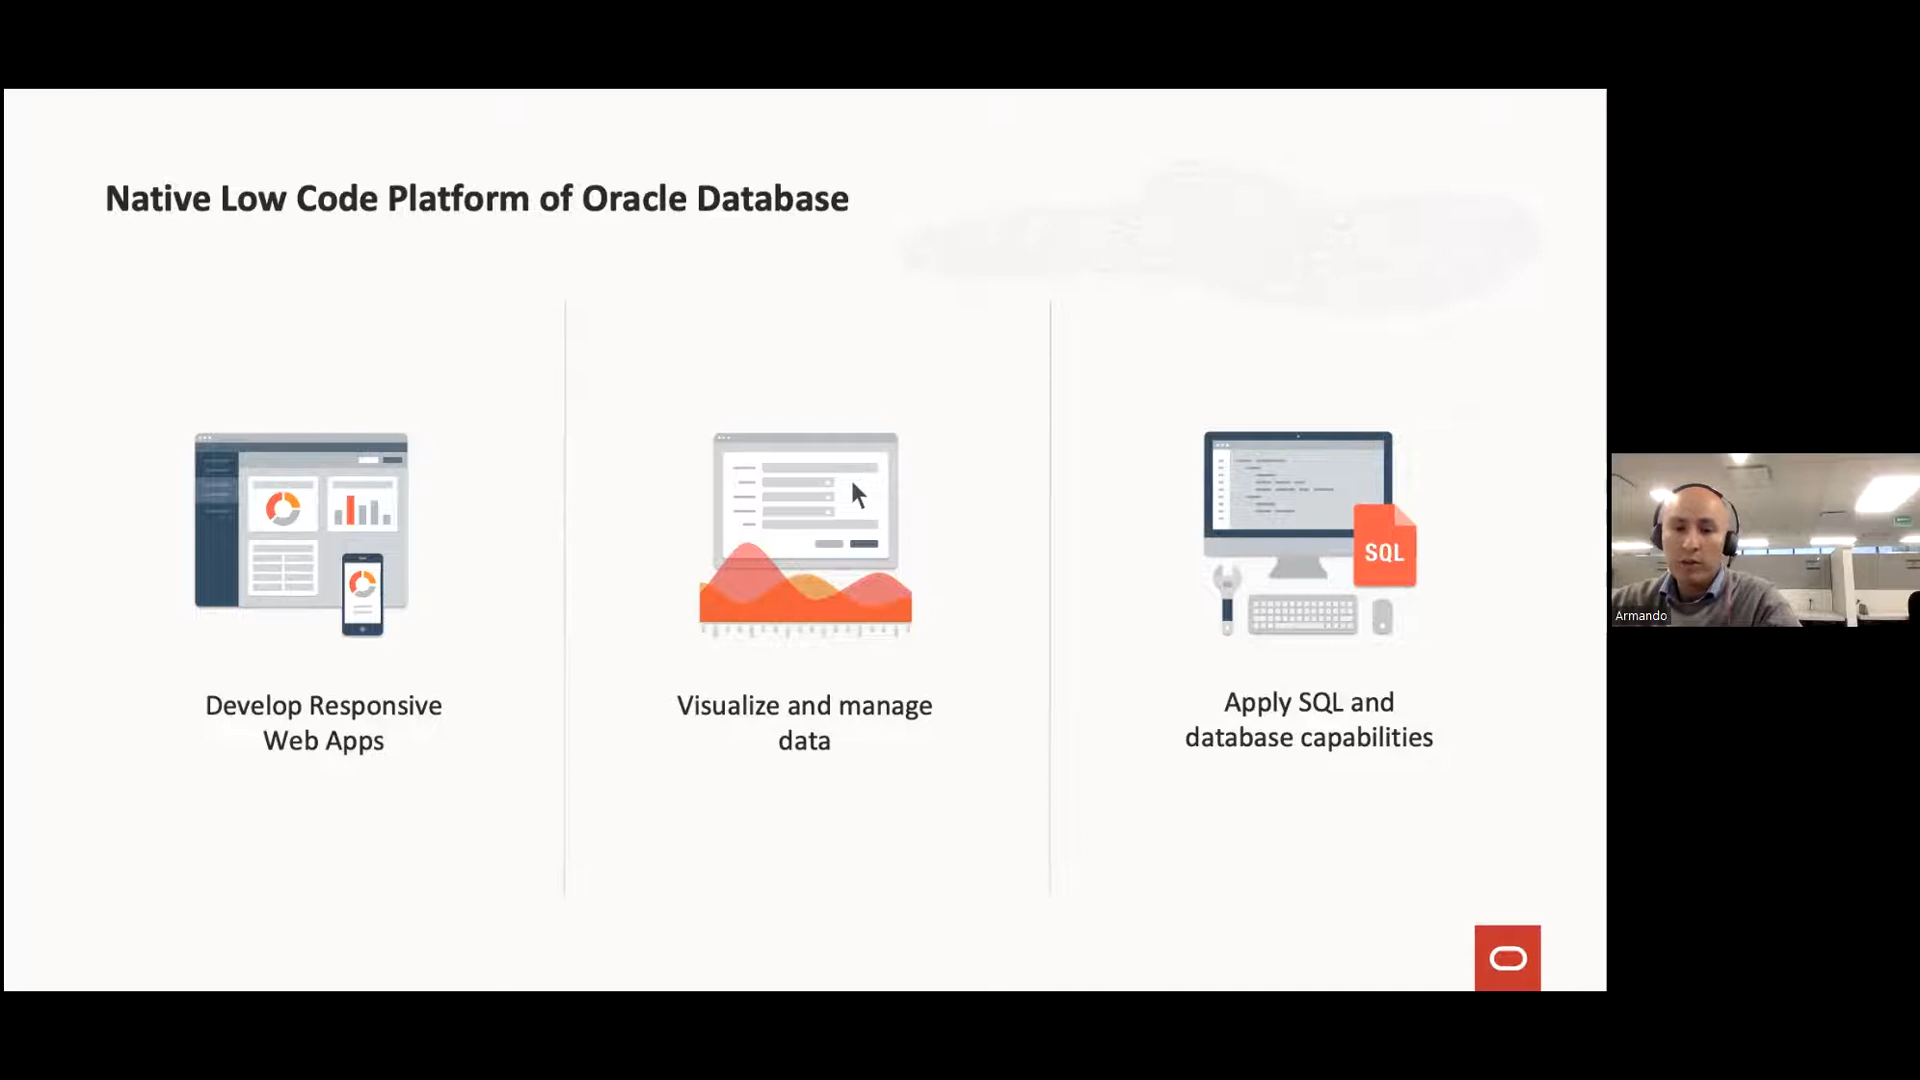 Native Low Code Platform of Oracle Database
SQL
Develop Responsive
Web Apps
Visualize and manage
data
Apply SQL and
database capabilities
Armando